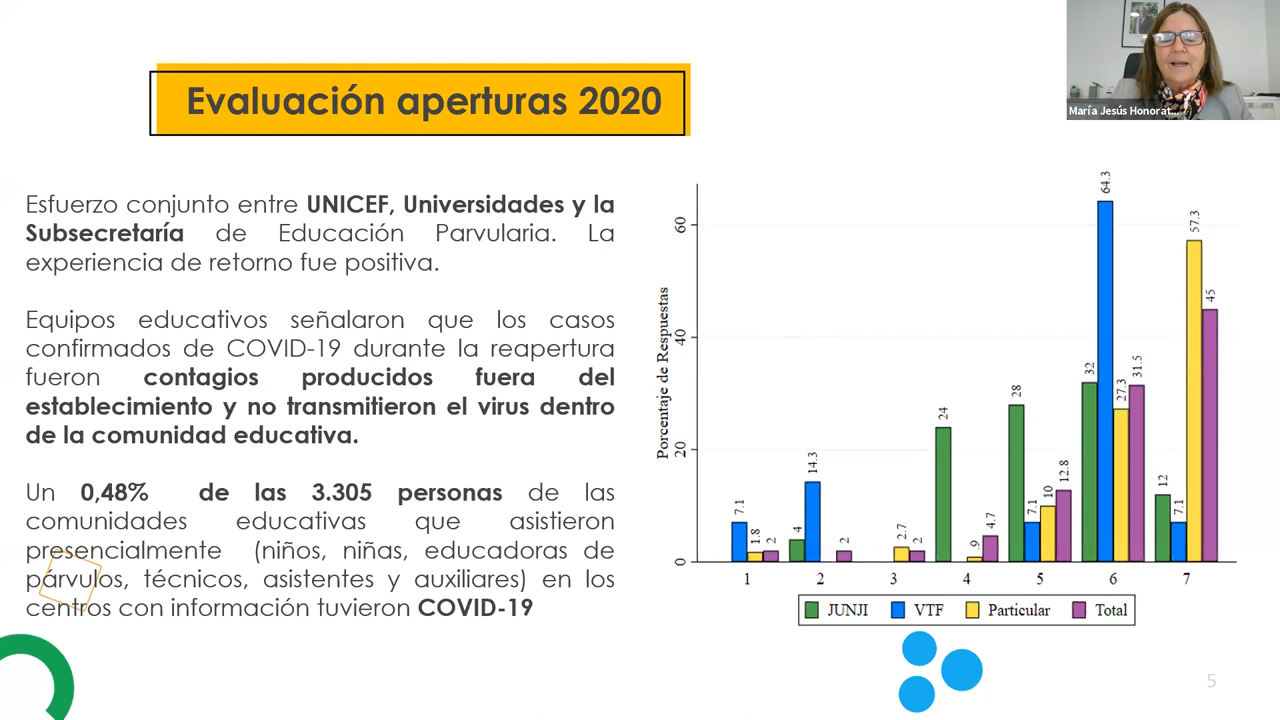 María Jesús Honorat...
Evaluación aperturas 2020
Esfuerzo conjunto entre UNICEF, Universidades y la
Subsecretaría de Educación Parvularia. La
experiencia de retorno fue positiva.
Equipos educativos señalaron que los casos
confirmados de COVID-19 durante la reapertura
fueron contagios producidos fuera del
establecimiento y no transmitieron el virus dentro
de la comunidad educativa.
Un 0,48% de las 3.305 personas de las
comunidades educativas que asistieron
presencialmente (niños, niñas, educadoras de
párvulos, técnicos, asistentes y auxiliares) en los
centros con información tuvieron COVID-19
Porcentaje de Respuestas
60
40
20
0
7.1
1.8
2
4
14.3
2
2.7
2
24
.9
4.7
28
7.1
10
12.8
32
64.3
27.3
31.5
12
7.1
57.3
45
1 2 3 4 5 6 7
JUNJI VTF Particular Total
5